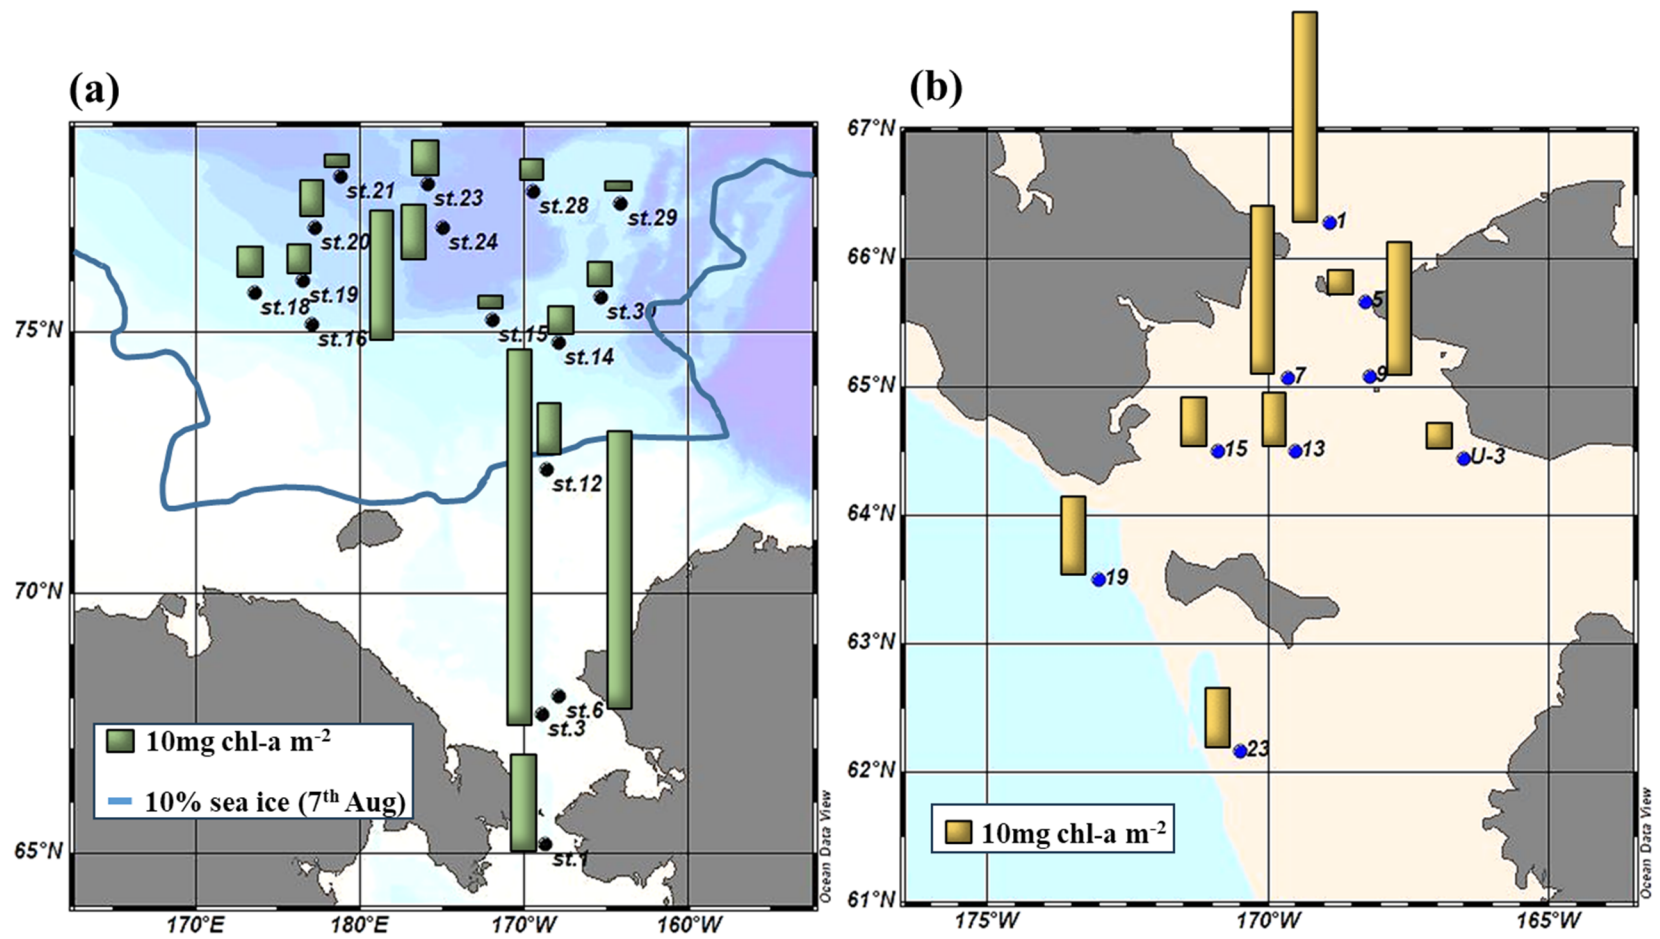 (a)
st.21
st.23
st.28
st.29
st.20
st.24
st.18
st.19
st.30
st.16
st.15
st.14
st.12
st.6
st.3
st.1
75°N
70°N
65°N
10mg chl-a m-2
10% sea ice (7th Aug)
170°E
180°E
170°W
160°W
Ocean Data View
(b)
67°N
66°N
65°N
64°N
63°N
62°N
61°N
1
5
7
9
15
13
U-3
19
23
10mg chl-a m-2
175°W
170°W
165°W
Ocean Data View